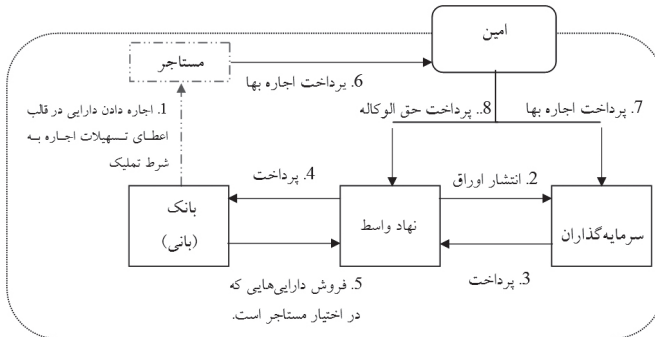 امین
مستاجر
6. پرداخت اجاره بها
7. پرداخت اجاره بها
8.. پرداخت حق الوکاله
1. اجاره دادن دارایی در قالب
اعطای تسهیلات اجاره به
شرط تملیک
2. انتشار اوراق
4. پرداخت
بانک
(بانی)
نهاد واسط
سرمایه‌گذاران
3. پرداخت
5. فروش دارایی‌هایی که
در اختیار مستاجر است.